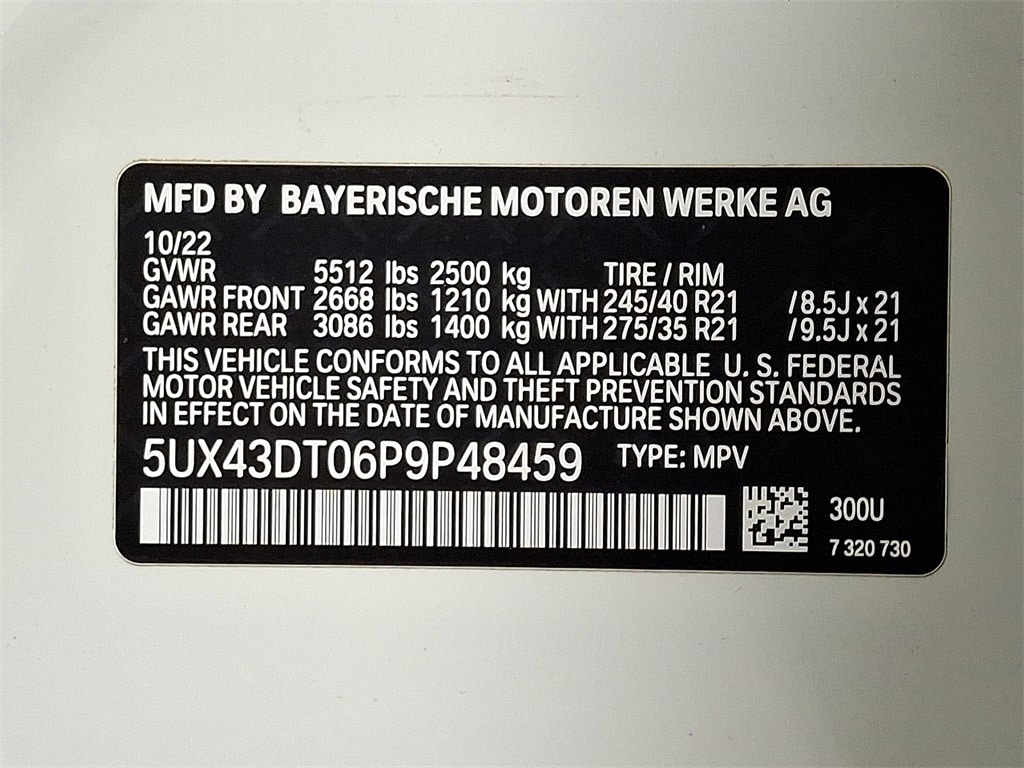 MFD BY BAYERISCHE MOTOREN WERKE AG
10/22
GVWR 5512 lbs 2500 kg TIRE / RIM
GAWR FRONT 2668 lbs 1210 kg WITH 245/40 R21 /8.5J x 21
GAWR REAR 3086 lbs 1400 kg WITH 275/35 R21 /9.5J x 21
THIS VEHICLE CONFORMS TO ALL APPLICABLE U. S. FEDERAL
MOTOR VEHICLE SAFETY AND THEFT PREVENTION STANDARDS
IN EFFECT ON THE DATE OF MANUFACTURE SHOWN ABOVE.
5UX43DT06P9P48459 TYPE: MPV
300U
7 320 730